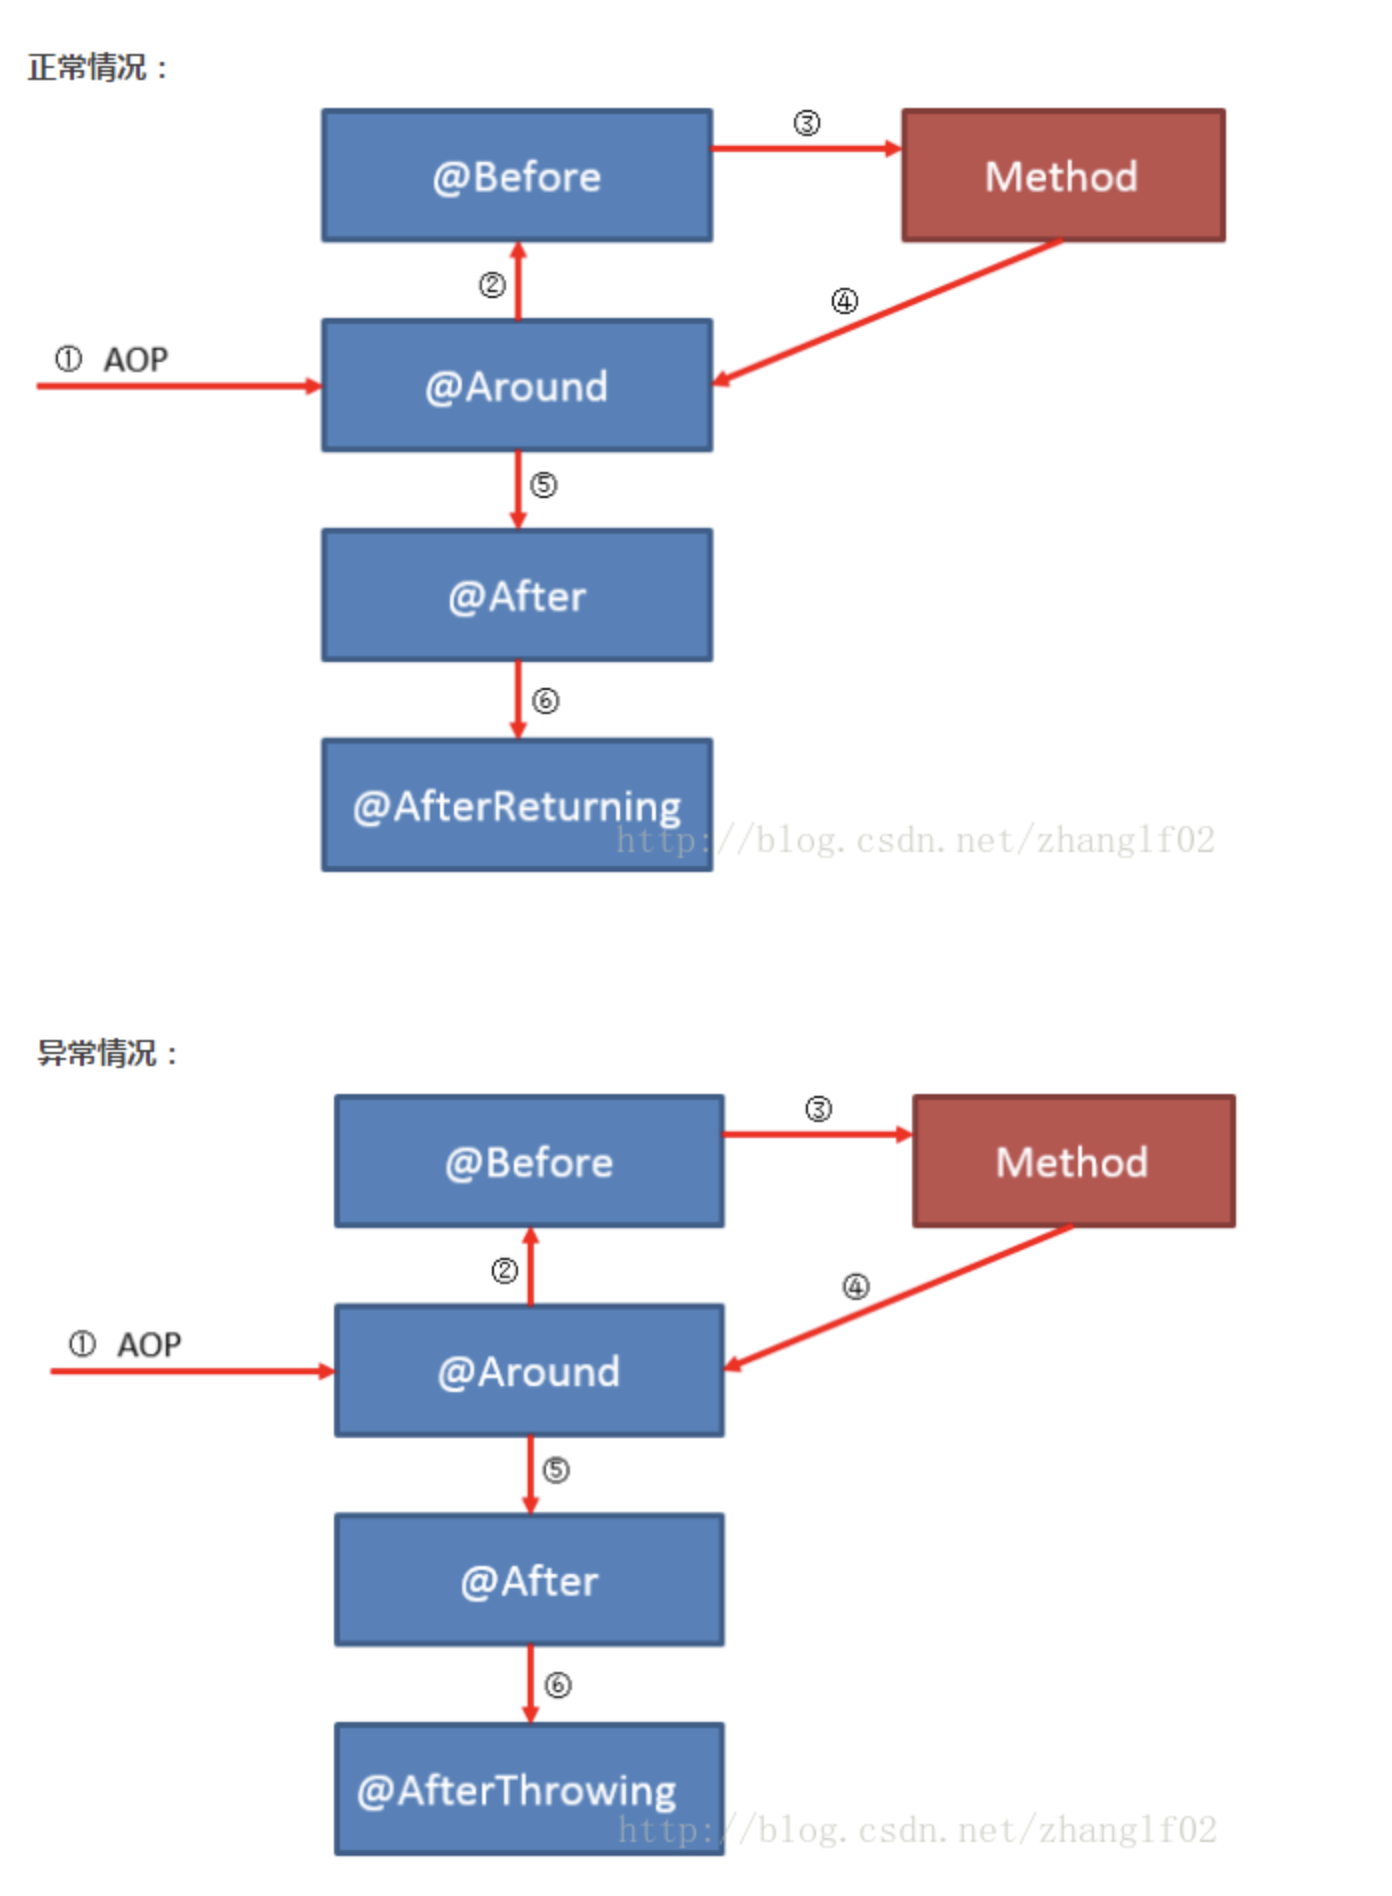 正常情况：
③
@Before
Method
②
④
① AOP
@Around
⑤
@After
⑥
@AfterReturning
http://blog.csdn.net/zhanglf02
异常情况：
③
@Before
Method
②
④
① AOP
@Around
⑤
@After
⑥
@AfterThrowing
http://blog.csdn.net/zhanglf02